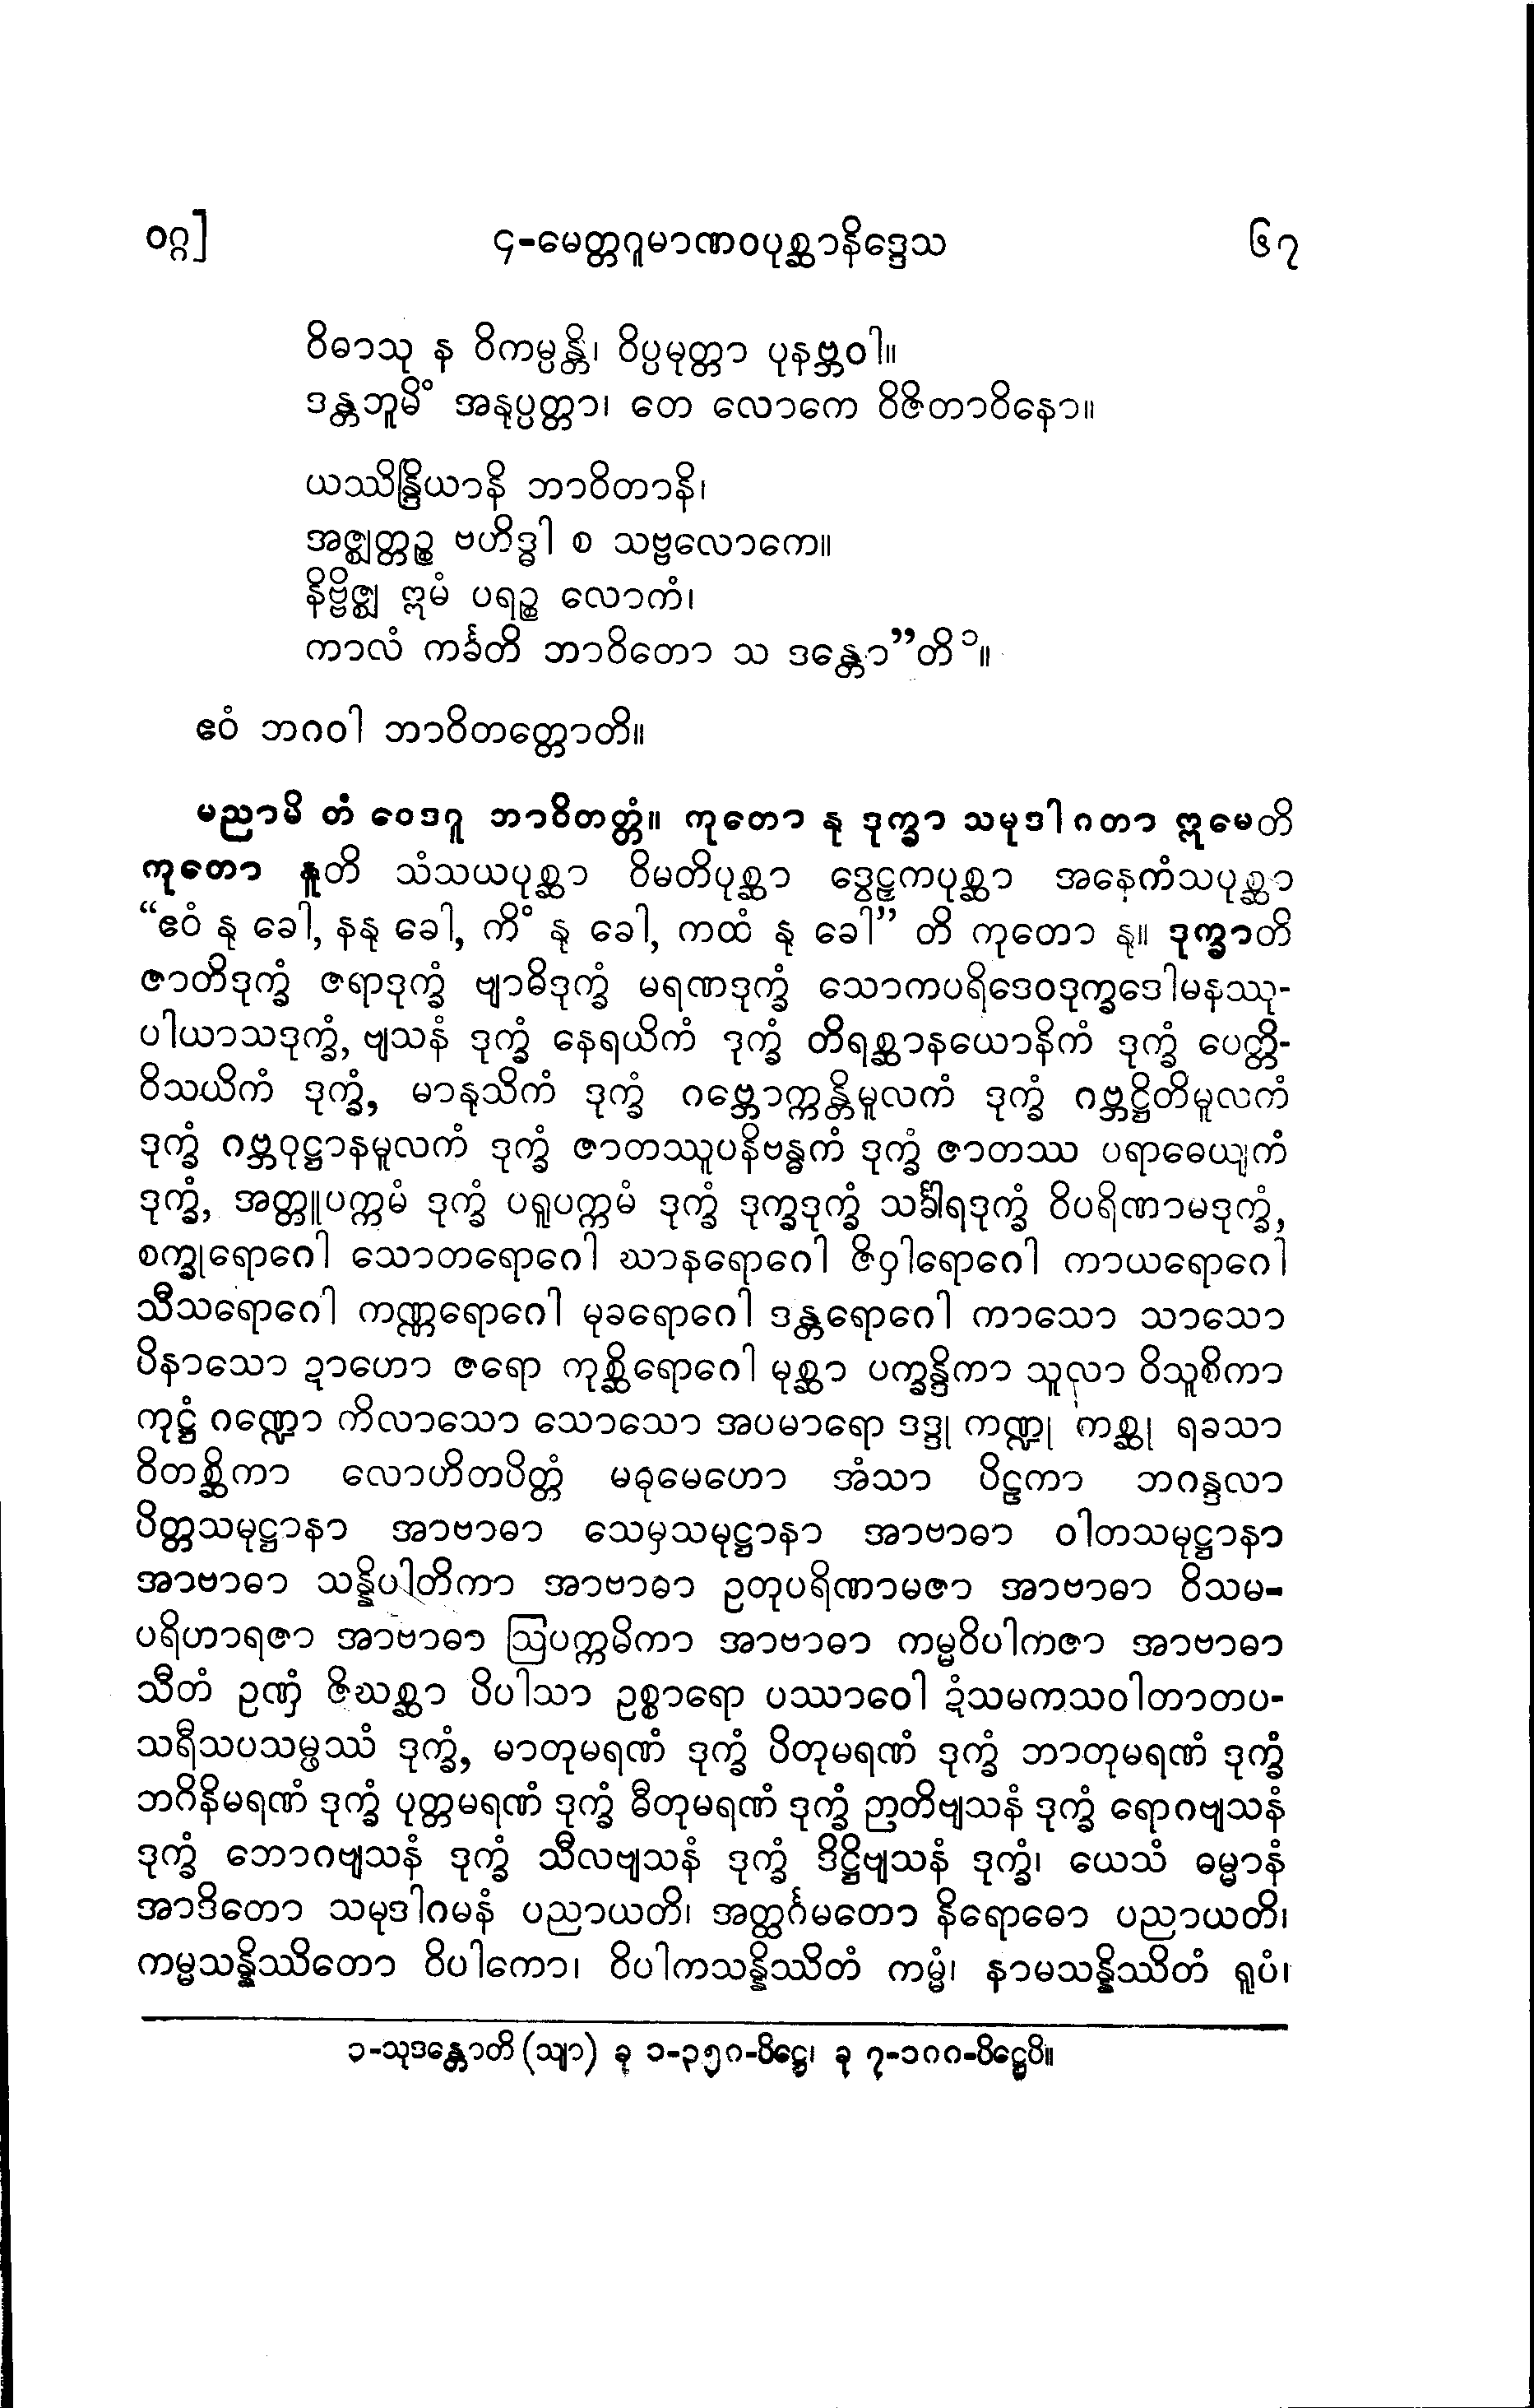 ဝဂ္ဂ] ၄-မေတ္တဂူမာဏဝပုစ္ဆာနိဒ္ဒေသ ၆၇
ဝိဓာသု န ဝိကမ္ပန္တိ၊ ဝိပ္ပမုတ္တာ ပုနဗ္ဘဝါ။
ဒန္တဘူမိံ အနုပ္ပတ္တာ၊ တေ လောကေ ဝိဇိတာဝိနော။
ယဿိန္ဒြိယာနိ ဘာဝိတာနိ၊
အဇ္ဈတ္တဉ္စ ဗဟိဒ္ဓါ စ သဗ္ဗလောကေ။
နိဗ္ဗိဇ္ဈ ဣမံ ပရဉ္စ လောကံ၊
ကာလံ ကင်္ခတိ ဘာဝိတော သ ဒန္တော”တိ ၁။
ဧဝံ ဘဂဝါ ဘာဝိတတ္တောတိ။
မညာမိ တံ ဝေဒဂူ ဘာဝိတတ္တံ။ ကုတော နု ဒုက္ခာ သမုဒါဂတာ ဣမေတိ
ကုတော နူတိ သံသယပုစ္ဆာ ဝိမတိပုစ္ဆာ ဒွေဠှကပုစ္ဆာ အနေကံသပုစ္ဆာ
“ဧဝံ နု ခေါ, နနု ခေါ, ကိံ နု ခေါ, ကထံ နု ခေါ” တိ ကုတော နု။ ဒုက္ခာတိ
ဇာတိဒုက္ခံ ဇရာဒုက္ခံ ဗျာဓိဒုက္ခံ မရဏဒုက္ခံ သောကပရိဒေဝဒုက္ခဒေါမနဿု-
ပါယာသဒုက္ခံ, ဗျသနံ ဒုက္ခံ နေရယိကံ ဒုက္ခံ တိရစ္ဆာနယောနိကံ ဒုက္ခံ ပေတ္တိ-
ဝိသယိကံ ဒုက္ခံ, မာနုသိကံ ဒုက္ခံ ဂဗ္ဘောက္ကန္တိမူလကံ ဒုက္ခံ ဂဗ္ဘဋ္ဌိတိမူလကံ
ဒုက္ခံ ဂဗ္ဘဝုဋ္ဌာနမူလကံ ဒုက္ခံ ဇာတဿူပနိဗန္ဓကံ ဒုက္ခံ ဇာတဿ ပရာဓေယျကံ
ဒုက္ခံ, အတ္တူပက္ကမံ ဒုက္ခံ ပရူပက္ကမံ ဒုက္ခံ ဒုက္ခဒုက္ခံ သင်္ခါရဒုက္ခံ ဝိပရိဏာမဒုက္ခံ,
စက္ခုရောဂေါ သောတရောဂေါ ဃာနရောဂေါ ဇိဝှါရောဂေါ ကာယရောဂေါ
သီသရောဂေါ ကဏ္ဏရောဂေါ မုခရောဂေါ ဒန္တရောဂေါ ကာသော သာသော
ပိနာသော ဍာဟော ဇရော ကုစ္ဆိရောဂေါ မုစ္ဆာ ပက္ခန္ဒိကာ သူလာ ဝိသူစိကာ
ကုဋ္ဌံ ဂဏ္ဍော ကိလာသော သောသော အပမာရော ဒဒ္ဒု ကဏ္ဍု ကစ္ဆု ရခသာ
ဝိတစ္ဆိကာ လောဟိတပိတ္တံ မဓုမေဟော အံသာ ပိဠကာ ဘဂန္ဒလာ
ပိတ္တသမုဋ္ဌာနာ အာဗာဓာ သေမှသမုဋ္ဌာနာ အာဗာဓာ ဝါတသမုဋ္ဌာနာ
အာဗာဓာ သန္နိပါတိကာ အာဗာဓာ ဥတုပရိဏာမဇာ အာဗာဓာ ဝိသမ-
ပရိဟာရဇာ အာဗာဓာ ဩပက္ကမိကာ အာဗာဓာ ကမ္မဝိပါကဇာ အာဗာဓာ
သီတံ ဥဏှံ ဇိဃစ္ဆာ ပိပါသာ ဥစ္စာရော ပဿာဝေါ ဍံသမကသဝါတာတပ-
သရီသပသမ္ဖဿံ ဒုက္ခံ, မာတုမရဏံ ဒုက္ခံ ပိတုမရဏံ ဒုက္ခံ ဘာတုမရဏံ ဒုက္ခံ
ဘဂိနိမရဏံ ဒုက္ခံ ပုတ္တမရဏံ ဒုက္ခံ ဓီတုမရဏံ ဒုက္ခံ ဉာတိဗျသနံ ဒုက္ခံ ရောဂဗျသနံ
ဒုက္ခံ ဘောဂဗျသနံ ဒုက္ခံ သီလဗျသနံ ဒုက္ခံ ဒိဋ္ဌိဗျသနံ ဒုက္ခံ၊ ယေသံ ဓမ္မာနံ
အာဒိတော သမုဒါဂမနံ ပညာယတိ၊ အတ္ထင်္ဂမတော နိရောဓော ပညာယတိ၊
ကမ္မသန္နိဿိတော ဝိပါကော၊ ဝိပါကသန္နိဿိတံ ကမ္မံ၊ နာမသန္နိဿိတံ ရူပံ၊
၁-သုဒန္တောတိ (သျာ) ခု ၁-၃၅၀-ပိဋ္ဌေ၊ ခု ၇-၁၀၀-ပိဋ္ဌေပိ။